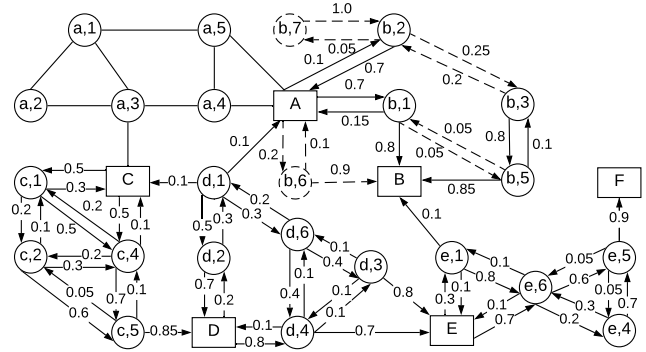 b,7
1.0
b,2
a,1
a,5
0.05
0.1
0.7
0.25
0.2
a,2
a,3
a,4
A
0.7
0.15
b,1
b,3
0.8
0.1
0.05
0.05
0.1
0.2
0.1
0.8
0.9
0.85
c,1
0.5
0.3
C
0.1
d,1
b,6
B
b,5
F
0.2
0.1
0.2
0.5
0.5
0.1
0.5
0.3
0.3
0.2
0.1
0.9
c,2
0.2
0.3
c,4
d,2
d,6
0.1
0.4
d,3
e,1
0.1
0.8
e,6
0.05
0.6
e,5
0.05
0.6
0.7
0.1
0.7
0.2
0.4
0.1
0.1
0.1
0.8
0.3
0.1
0.1
0.7
0.3
0.2
0.05
0.7
c,5
0.85
D
0.1
0.8
d,4
0.7
E
e,4